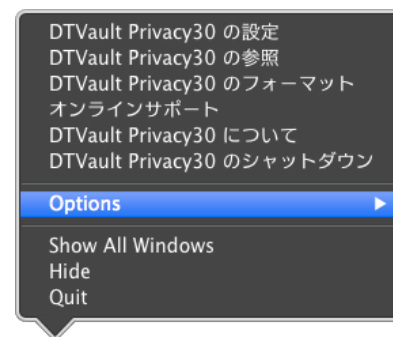 DTVault Privacy30 の設定
DTVault Privacy30 の参照
DTVault Privacy30 のフォーマット
オンラインサポート
DTVault Privacy30 について
DTVault Privacy30 のシャットダウン
Options
Show All Windows
Hide
Quit